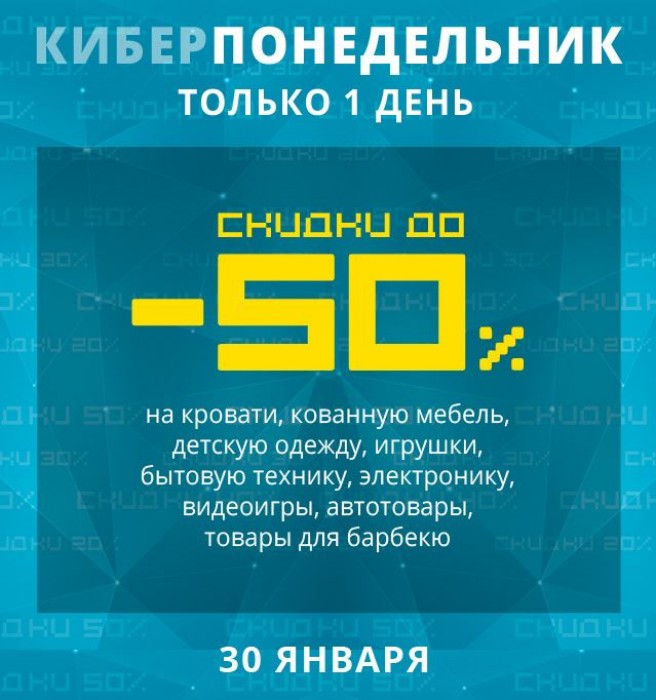 КИБЕРПОНЕДЕЛЬНИК
ТОЛЬКО 1 ДЕНЬ
СКИДКИ ДО
-50%
на кровати, кованную мебель,
детскую одежду, игрушки,
бытовую технику, электронику,
видеоигры, автотовары,
товары для барбекю
30 ЯНВАРЯ